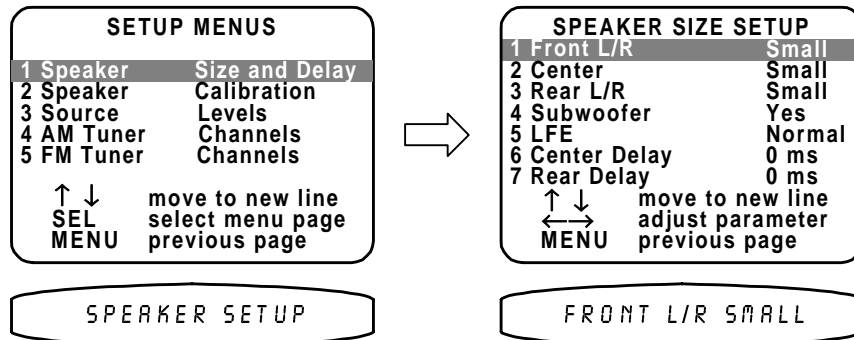 SETUP MENUS
1 Speaker Size and Delay
2 Speaker Calibration
3 Source Levels
4 AM Tuner Channels
5 FM Tuner Channels
↑ ↓ move to new line
SEL select menu page
MENU previous page
SPEAKER SETUP
SPEAKER SIZE SETUP
1 Front L/R Small
2 Center Small
3 Rear L/R Small
4 Subwoofer Yes
5 LFE Normal
6 Center Delay 0 ms
7 Rear Delay 0 ms
↑ ↓ move to new line
←→ adjust parameter
MENU previous page
FRONT L/R SMALL